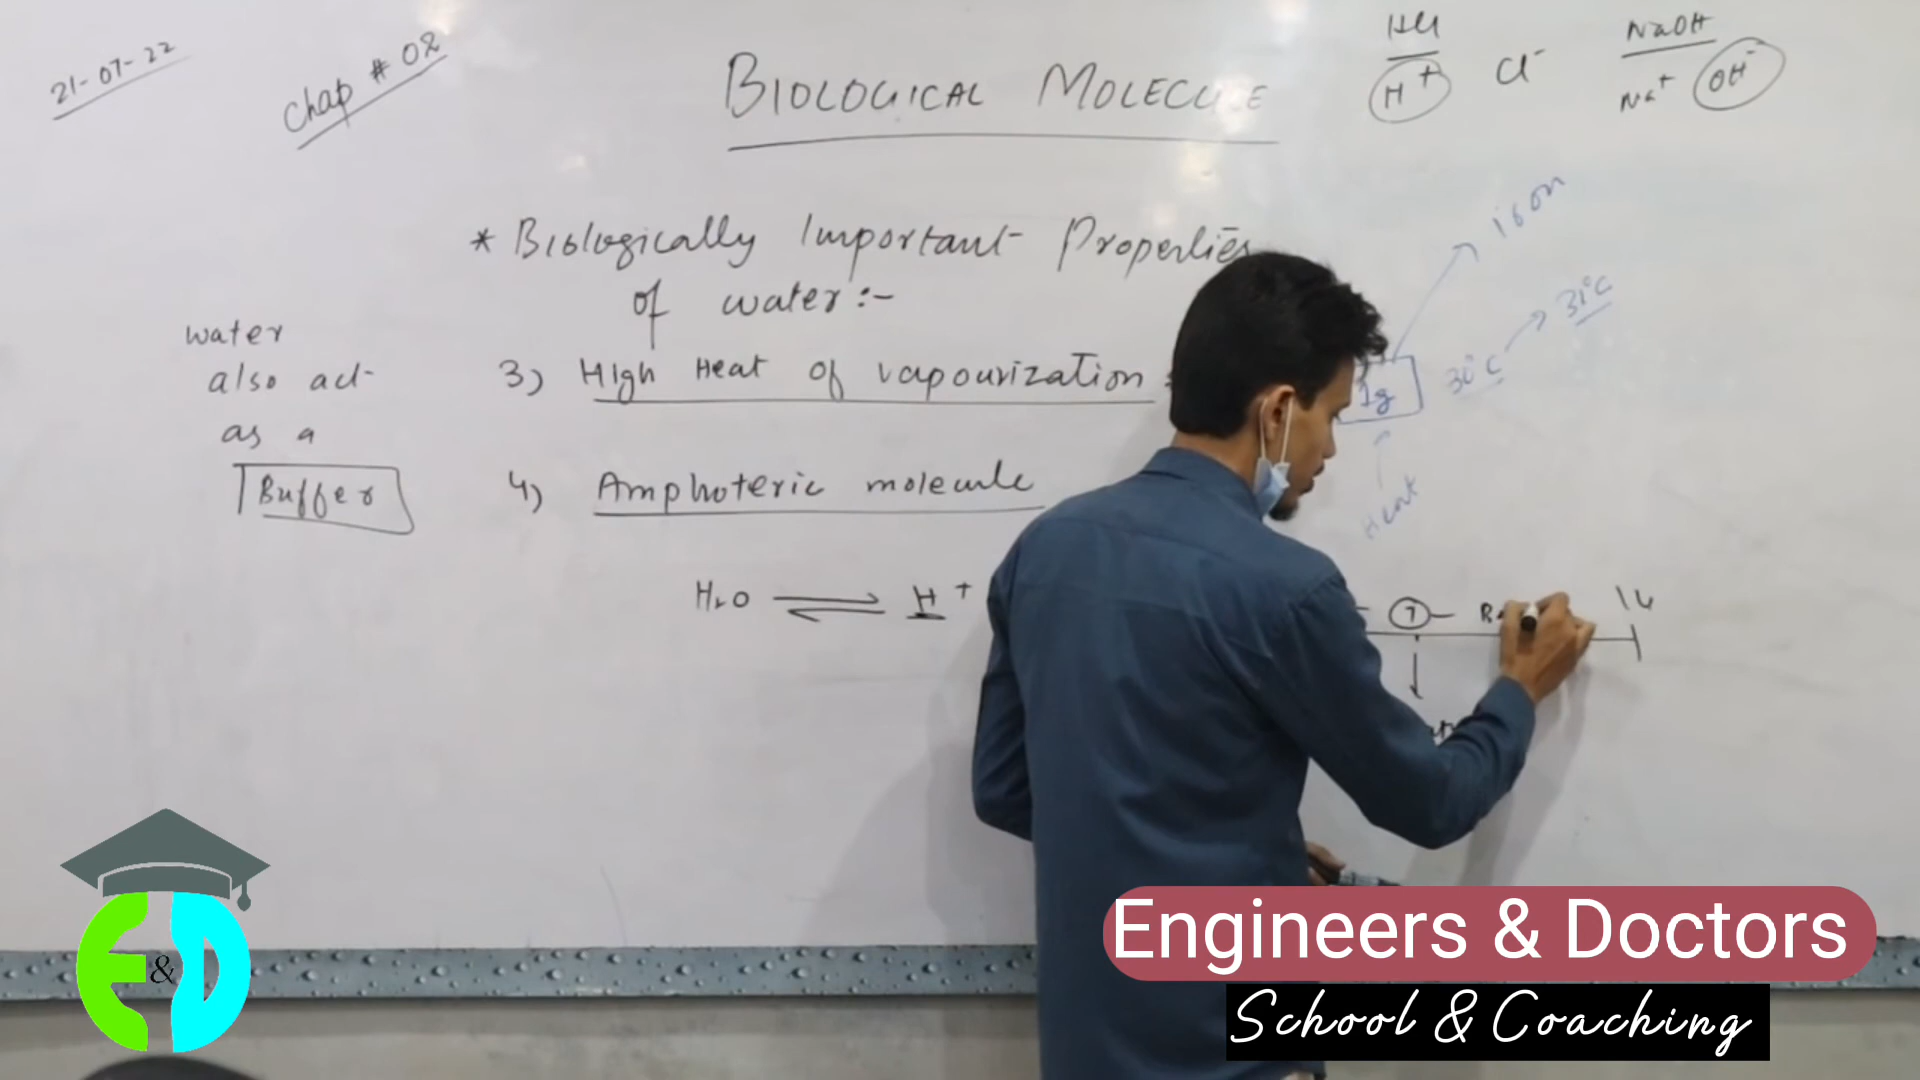 21-07-22
Chap # 02
BIOLOGICAL MOLECULE
HCl
H+ Cl-
NaOH
Na+ OH-
* Biologically Important Properties
of water:-
water
also act
as a
Buffer
3) High Heat of vapourization
4) Amphoteric molecule
H2O ⇌ H+
1g
30°C → 31°C
Heat
7
14
E&D
Engineers & Doctors
School & Coaching